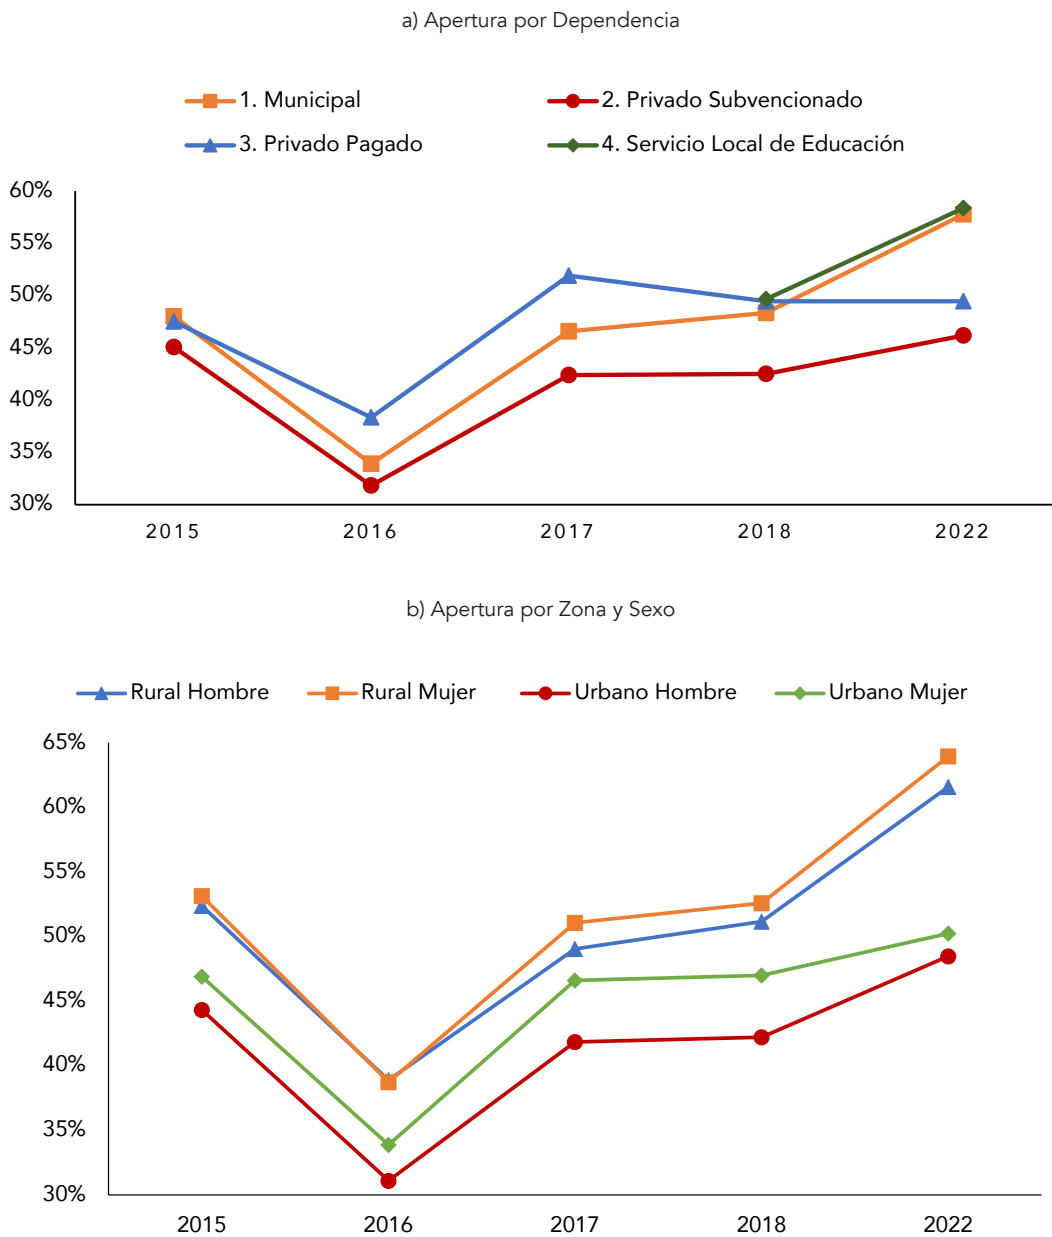 a) Apertura por Dependencia
1. Municipal
2. Privado Subvencionado
3. Privado Pagado
4. Servicio Local de Educación
60%
55%
50%
45%
40%
35%
30%
2015 2016 2017 2018 2022
b) Apertura por Zona y Sexo
Rural Hombre Rural Mujer Urbano Hombre Urbano Mujer
65%
60%
55%
50%
45%
40%
35%
30%
2015 2016 2017 2018 2022